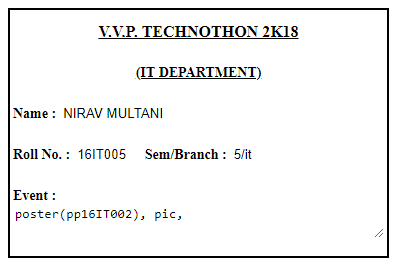 V.V.P. TECHNOTHON 2K18
(IT DEPARTMENT)
Name : NIRAV MULTANI
Roll No. : 16IT005 Sem/Branch : 5/it
Event :
poster(pp16IT002), pic,